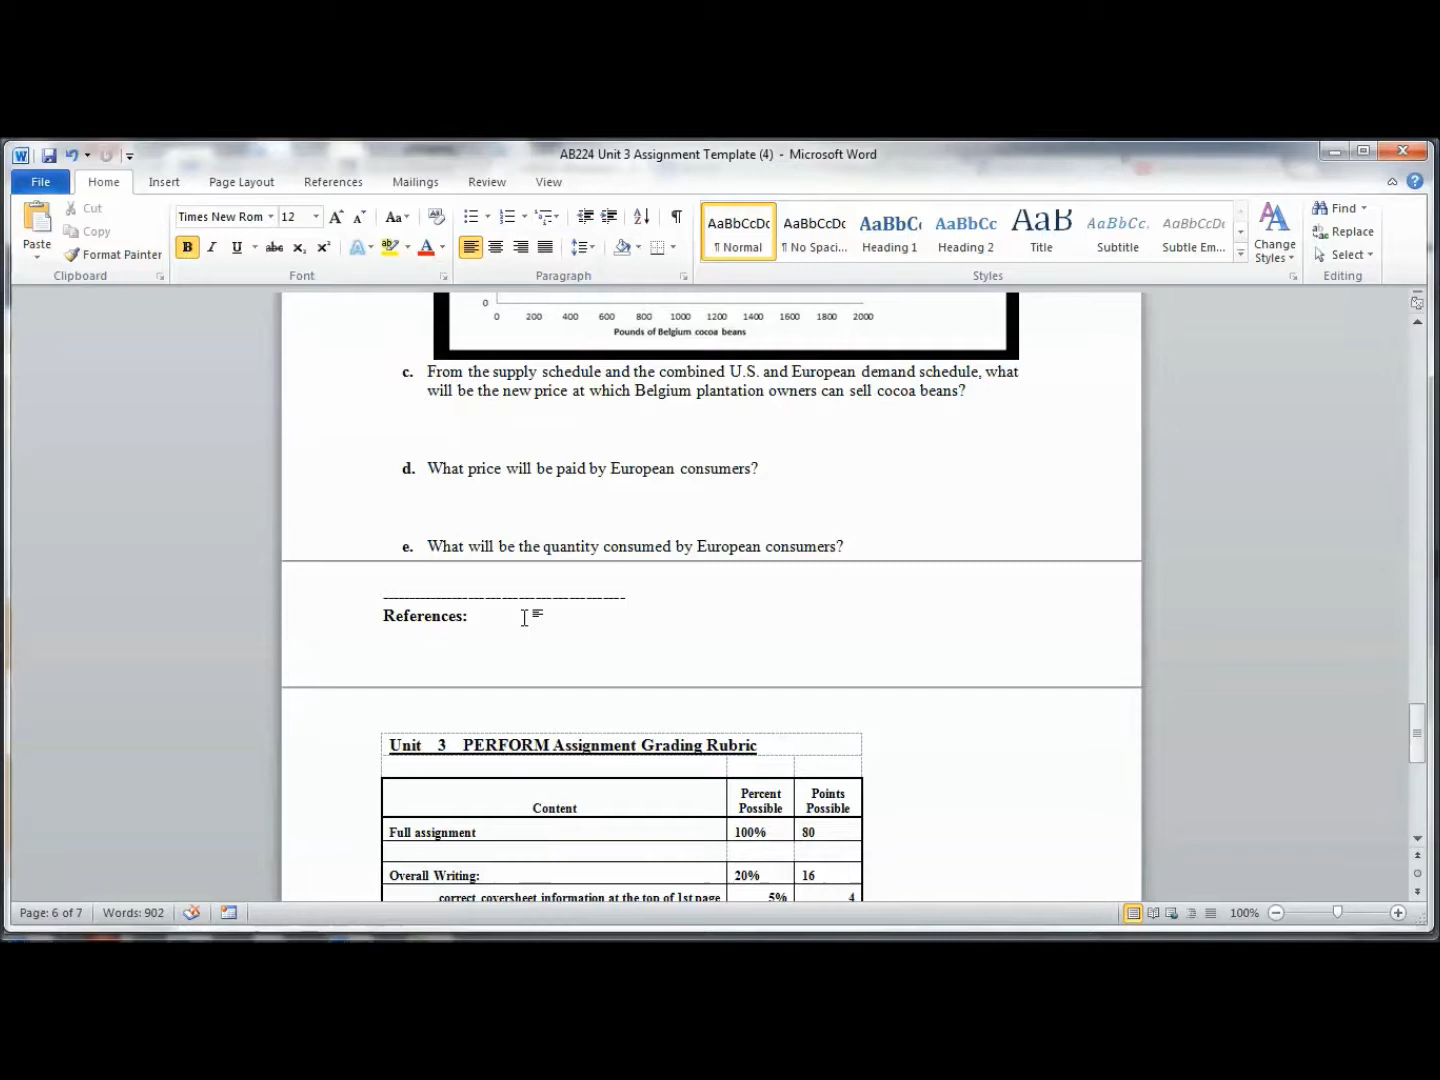 AB224 Unit 3 Assignment Template (4) - Microsoft Word
File Home Insert Page Layout References Mailings Review View
Paste
Cut
Copy
Format Painter
Clipboard
Times New Rom 12
Font
Paragraph
AaBbCcDc AaBbCcDc AaBbC AaBbCc AaB AaBbCc. AaBbCcDc
¶ Normal ¶ No Spaci... Heading 1 Heading 2 Title Subtitle Subtle Em...
Change
Styles
Styles
Find
Replace
Select
Editing
0
0 200 400 600 800 1000 1200 1400 1600 1800 2000
Pounds of Belgium cocoa beans
c. From the supply schedule and the combined U.S. and European demand schedule, what
will be the new price at which Belgium plantation owners can sell cocoa beans?
d. What price will be paid by European consumers?
e. What will be the quantity consumed by European consumers?
References:
Unit 3 PERFORM Assignment Grading Rubric
Content Percent Possible Points Possible
Full assignment 100% 80
Overall Writing: 20% 16
correct coversheet information at the top of 1st page 5% 4
Page: 6 of 7 Words: 902 100%